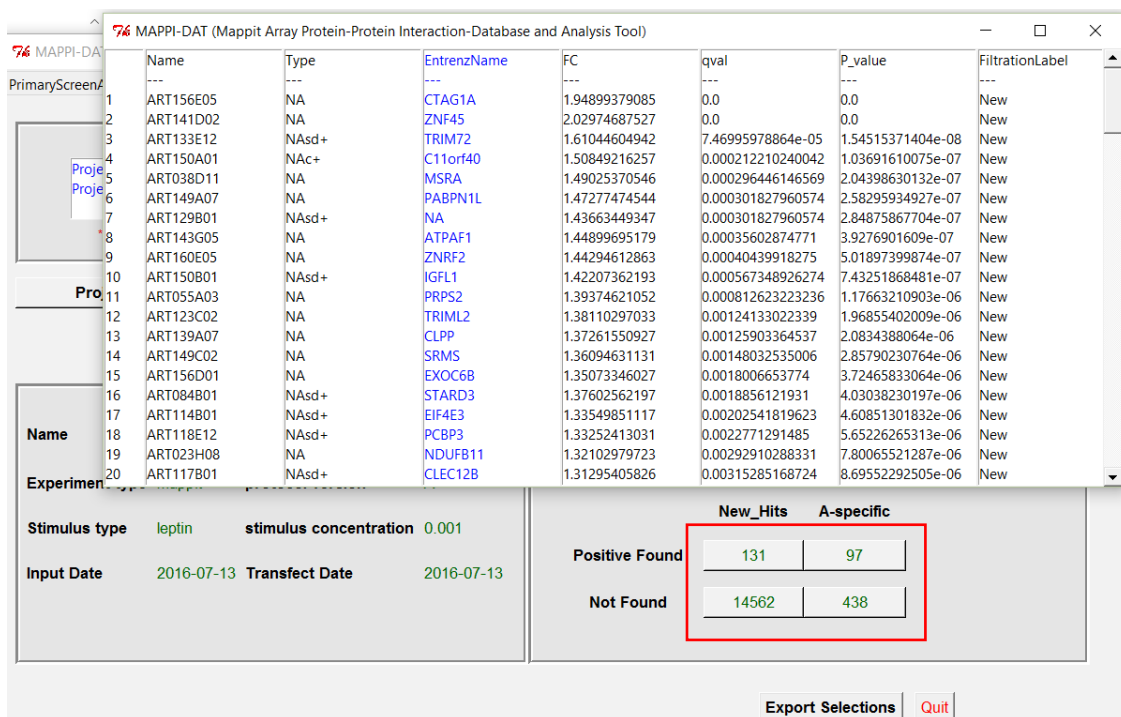 MAPPI-DAT (Mappit Array Protein-Protein Interaction-Database and Analysis Tool)
MAPPI-DA
PrimaryScreenA
Name Type EntrenzName FC qval P_value FiltrationLabel
--- --- --- --- --- --- ---
1 ART156E05 NA CTAG1A 1.94899379085 0.0 0.0 New
2 ART141D02 NA ZNF45 2.02974687527 0.0 0.0 New
3 ART133E12 NAsd+ TRIM72 1.61044604942 7.46995978864e-05 1.54515371404e-08 New
4 ART150A01 NAc+ C11orf40 1.50849216257 0.000212210240042 1.03691610075e-07 New
5 ART038D11 NA MSRA 1.49025370546 0.000296446146569 2.04398630132e-07 New
6 ART149A07 NA PABPN1L 1.47277474544 0.000301827960574 2.58295934927e-07 New
7 ART129B01 NAsd+ NA 1.43663449347 0.000301827960574 2.84875867704e-07 New
8 ART143G05 NA ATPAF1 1.44899695179 0.00035602874771 3.9276901609e-07 New
9 ART160E05 NA ZNRF2 1.44294612863 0.00040439918275 5.01897399874e-07 New
10 ART150B01 NAsd+ IGFL1 1.42207362193 0.000567348926274 7.43251868481e-07 New
11 ART055A03 NA PRPS2 1.39374621052 0.000812623223236 1.17663210903e-06 New
12 ART123C02 NA TRIML2 1.38110297033 0.00124133022339 1.96855402009e-06 New
13 ART139A07 NA CLPP 1.37261550927 0.00125903364537 2.0834388064e-06 New
14 ART149C02 NA SRMS 1.36094631131 0.00148032535006 2.85790230764e-06 New
15 ART156D01 NA EXOC6B 1.35073346027 0.0018006653774 3.72465833064e-06 New
16 ART084B01 NAsd+ STARD3 1.37602562197 0.0018856121931 4.03038230197e-06 New
17 ART114B01 NAsd+ EIF4E3 1.33549851117 0.00202541819623 4.60851301832e-06 New
18 ART118E12 NAsd+ PCBP3 1.33252413031 0.0022771291485 5.65226265313e-06 New
19 ART023H08 NA NDUFB11 1.32102979723 0.00292910288331 7.80065521287e-06 New
20 ART117B01 NAsd+ CLEC12B 1.31295405826 0.00315285168724 8.69552292505e-06 New
Proje
Proje
*
Pro
Name
Experiment
Stimulus type leptin stimulus concentration 0.001
Input Date 2016-07-13 Transfect Date 2016-07-13
New_Hits A-specific
Positive Found 131 97
Not Found 14562 438
Export Selections Quit